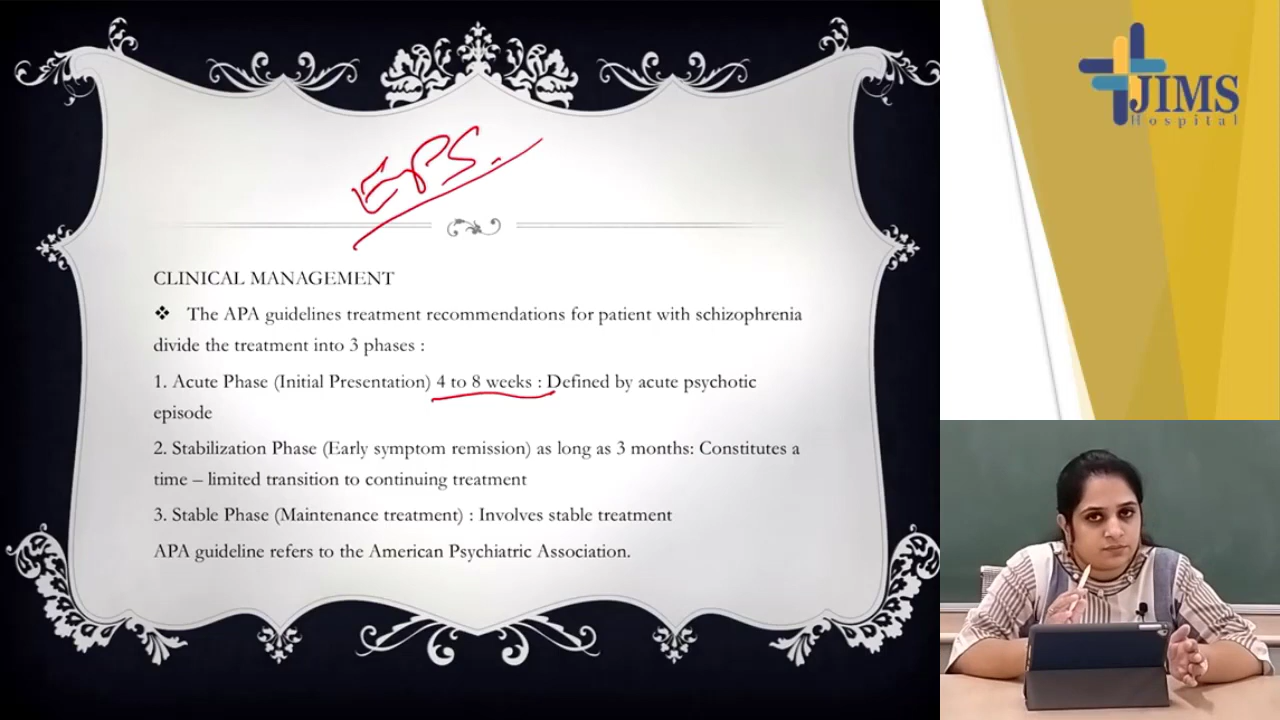 EPS.
CLINICAL MANAGEMENT
❖ The APA guidelines treatment recommendations for patient with schizophrenia
divide the treatment into 3 phases :
1. Acute Phase (Initial Presentation) 4 to 8 weeks : Defined by acute psychotic
episode
2. Stabilization Phase (Early symptom remission) as long as 3 months: Constitutes a
time – limited transition to continuing treatment
3. Stable Phase (Maintenance treatment) : Involves stable treatment
APA guideline refers to the American Psychiatric Association.
JIMS
Hospital